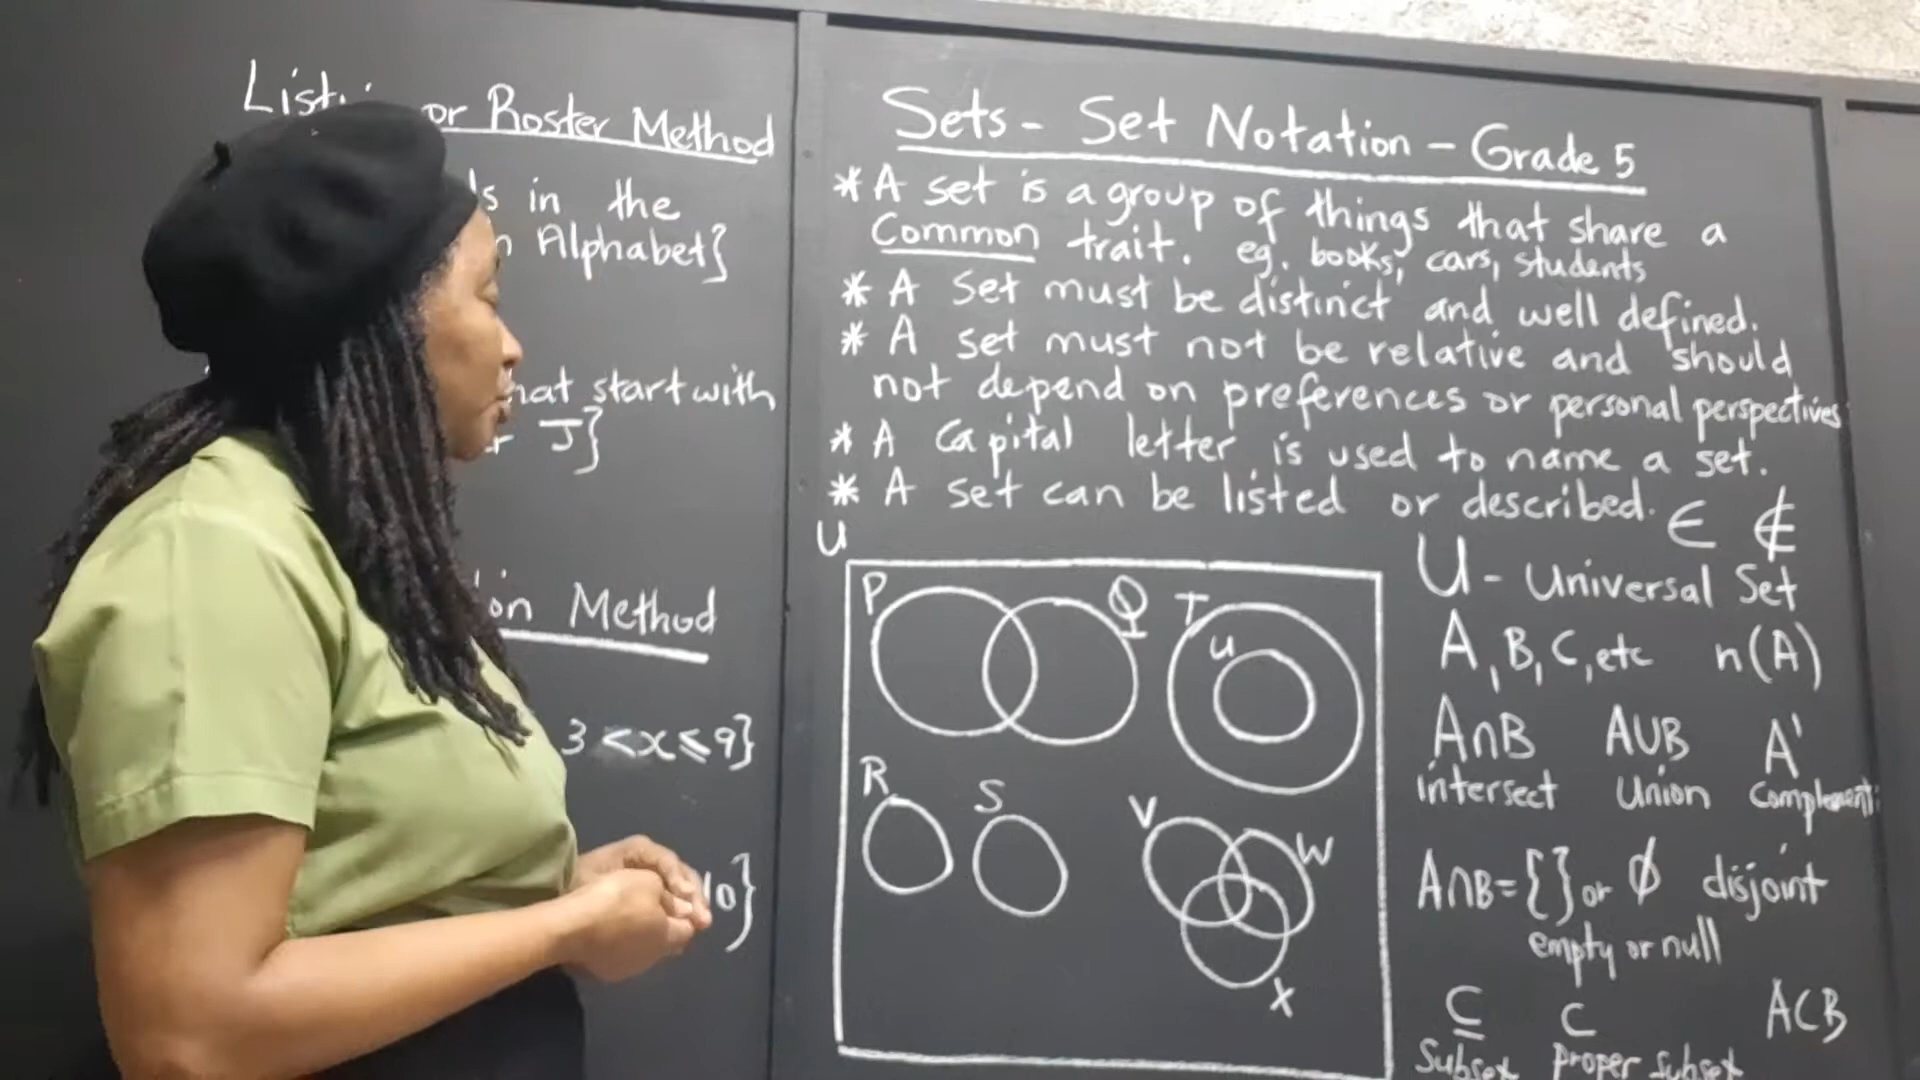 or Roster Method
in the
Alphabet}
start with
J}
Method
3 < x ≤ 9}
10}
Sets - Set Notation - Grade 5
* A set is a group of things that share a
Common trait. eg. books, cars, students
* A set must be distinct and well defined.
* A set must not be relative and should
not depend on preferences or personal perspectives
* A Capital letter is used to name a set.
* A set can be listed or described.
∈ ∉
U
P Q T
u
R S
V W
X
U - Universal Set
A, B, C, etc n(A)
A∩B A∪B A'
intersect Union Complement
A∩B = { } or Ø disjoint
empty or null
⊆ ⊂ A⊂B
Subset Proper subset